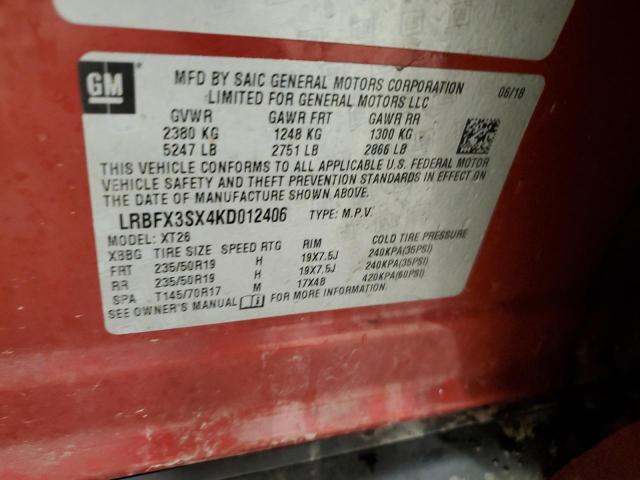 GM
MFD BY SAIC GENERAL MOTORS CORPORATION
LIMITED FOR GENERAL MOTORS LLC
06/18
GVWR GAWR FRT GAWR RR
2380 KG 1248 KG 1300 KG
5247 LB 2751 LB 2866 LB
THIS VEHICLE CONFORMS TO ALL APPLICABLE U.S. FEDERAL MOTOR
VEHICLE SAFETY AND THEFT PREVENTION STANDARDS IN EFFECT ON
THE DATE OF MANUFACTURE SHOWN ABOVE.
LRBFX3SX4KD012406 TYPE: M.P.V.
MODEL: XT26
XBBG TIRE SIZE SPEED RTG RIM COLD TIRE PRESSURE
FRT 235/50R19 H 19X7.5J 240KPA(35PSI)
RR 235/50R19 H 19X7.5J 240KPA(35PSI)
SPA T145/70R17 M 17X4B 420KPA(60PSI)
SEE OWNER'S MANUAL FOR MORE INFORMATION.